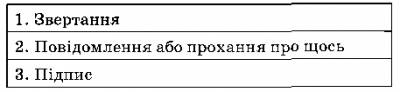 1. Звертання
2. Повідомлення або прохання про щось
3. Підпис